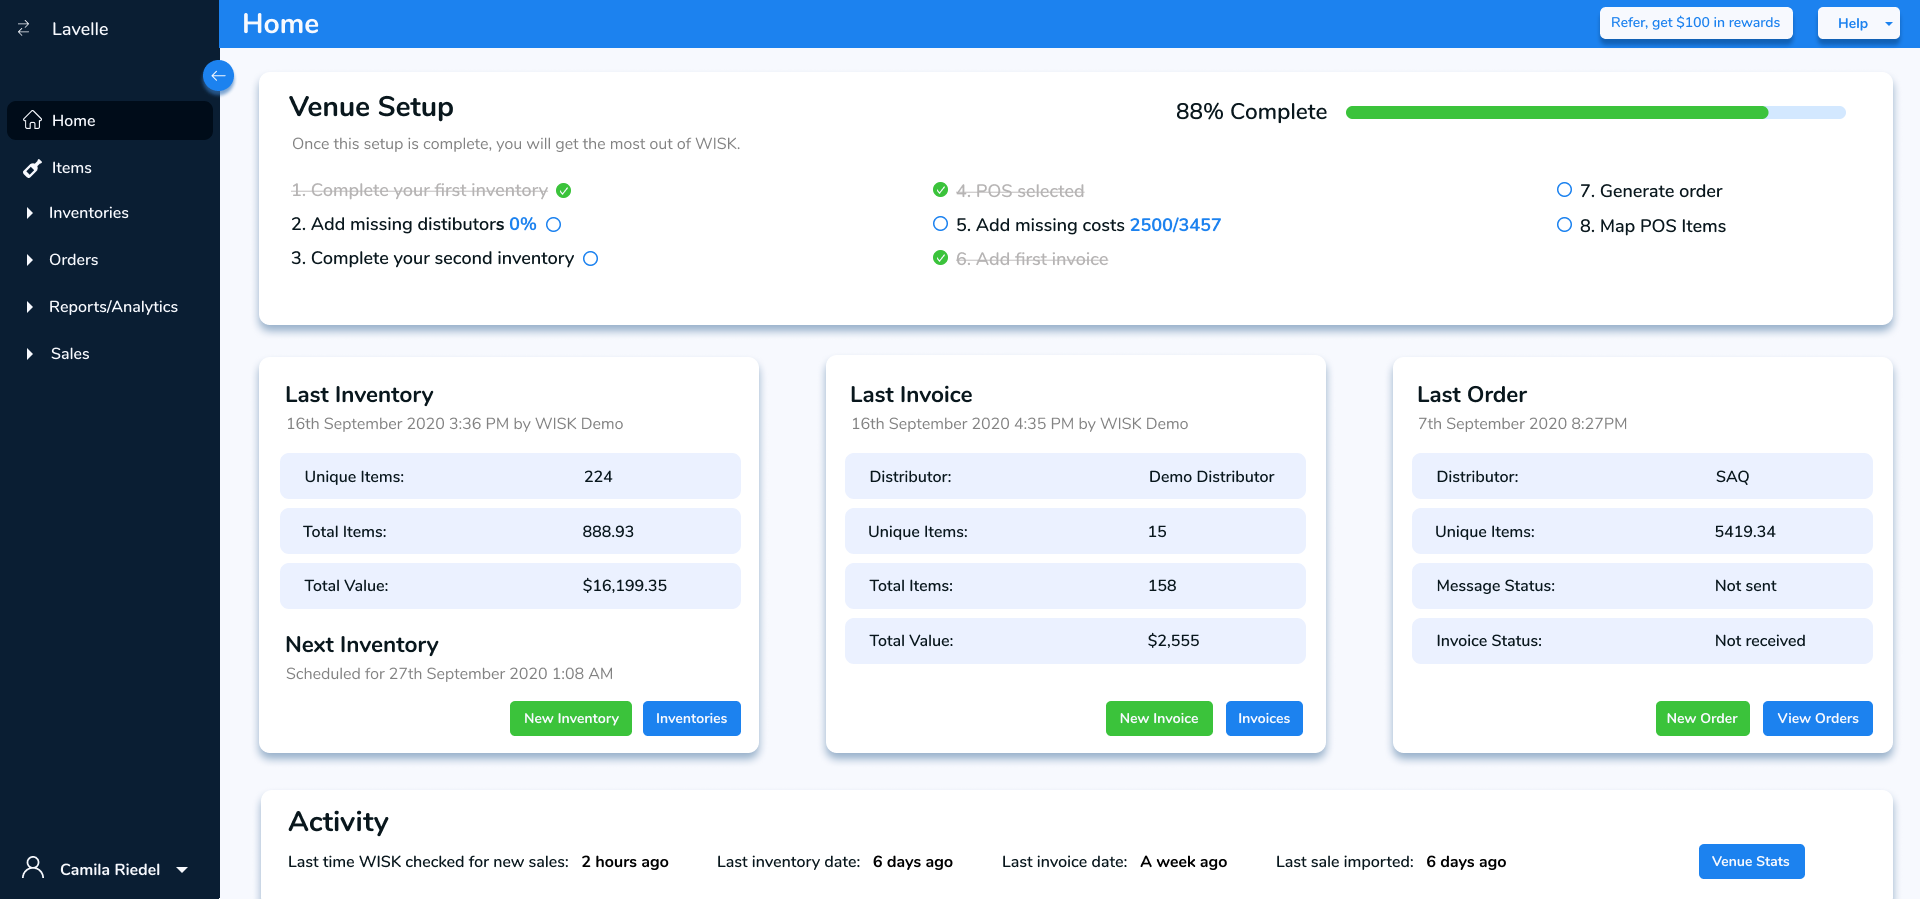 Lavelle
Home
Items
Inventories
Orders
Reports/Analytics
Sales
Camila Riedel
Home
Refer, get $100 in rewards
Help
Venue Setup
88% Complete
Once this setup is complete, you will get the most out of WISK.
1. Complete your first inventory
2. Add missing distibutors 0%
3. Complete your second inventory
4. POS selected
5. Add missing costs 2500/3457
6. Add first invoice
7. Generate order
8. Map POS Items
Last Inventory
16th September 2020 3:36 PM by WISK Demo
Unique Items: 224
Total Items: 888.93
Total Value: $16,199.35
Next Inventory
Scheduled for 27th September 2020 1:08 AM
New Inventory
Inventories
Last Invoice
16th September 2020 4:35 PM by WISK Demo
Distributor: Demo Distributor
Unique Items: 15
Total Items: 158
Total Value: $2,555
New Invoice
Invoices
Last Order
7th September 2020 8:27PM
Distributor: SAQ
Unique Items: 5419.34
Message Status: Not sent
Invoice Status: Not received
New Order
View Orders
Activity
Last time WISK checked for new sales: 2 hours ago
Last inventory date: 6 days ago
Last invoice date: A week ago
Last sale imported: 6 days ago
Venue Stats